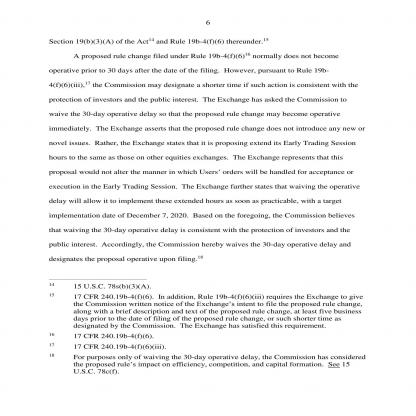 6
Section 19(b)(3)(A) of the Act14 and Rule 19b-4(f)(6) thereunder.15
A proposed rule change filed under Rule 19b-4(f)(6)16 normally does not become
operative prior to 30 days after the date of the filing. However, pursuant to Rule 19b-
4(f)(6)(iii),17 the Commission may designate a shorter time if such action is consistent with the
protection of investors and the public interest. The Exchange has asked the Commission to
waive the 30-day operative delay so that the proposed rule change may become operative
immediately. The Exchange asserts that the proposed rule change does not introduce any new or
novel issues. Rather, the Exchange states that it is proposing extend its Early Trading Session
hours to the same as those on other equities exchanges. The Exchange represents that this
proposal would not alter the manner in which Users' orders will be handled for acceptance or
execution in the Early Trading Session. The Exchange further states that waiving the operative
delay will allow it to implement these extended hours as soon as practicable, with a target
implementation date of December 7, 2020. Based on the foregoing, the Commission believes
that waiving the 30-day operative delay is consistent with the protection of investors and the
public interest. Accordingly, the Commission hereby waives the 30-day operative delay and
designates the proposal operative upon filing.18
14 15 U.S.C. 78s(b)(3)(A).
15 17 CFR 240.19b-4(f)(6). In addition, Rule 19b-4(f)(6)(iii) requires the Exchange to give
the Commission written notice of the Exchange's intent to file the proposed rule change,
along with a brief description and text of the proposed rule change, at least five business
days prior to the date of filing of the proposed rule change, or such shorter time as
designated by the Commission. The Exchange has satisfied this requirement.
16 17 CFR 240.19b-4(f)(6).
17 17 CFR 240.19b-4(f)(6)(iii).
18 For purposes only of waiving the 30-day operative delay, the Commission has considered
the proposed rule's impact on efficiency, competition, and capital formation. See 15
U.S.C. 78c(f).